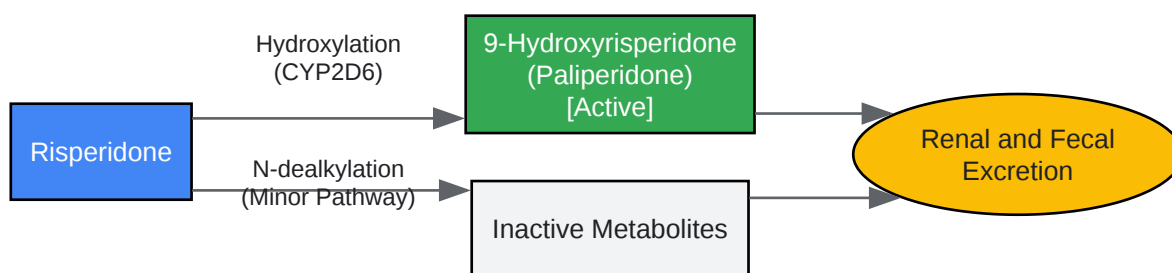 Hydroxylation
(CYP2D6)
9-Hydroxyrisperidone
(Paliperidone)
[Active]
Risperidone
N-dealkylation
(Minor Pathway)
Inactive Metabolites
Renal and Fecal
Excretion